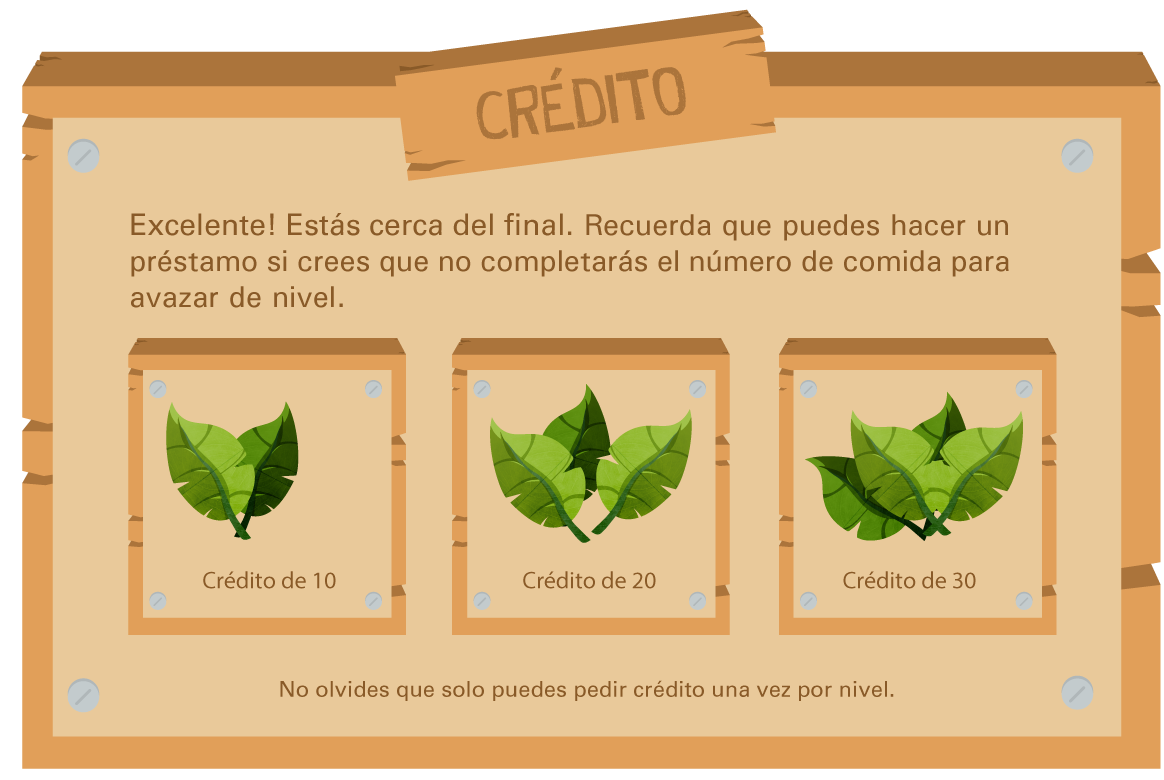 CRÉDITO
Excelente! Estás cerca del final. Recuerda que puedes hacer un
préstamo si crees que no completarás el número de comida para
avazar de nivel.
Crédito de 10
Crédito de 20
Crédito de 30
No olvides que solo puedes pedir crédito una vez por nivel.